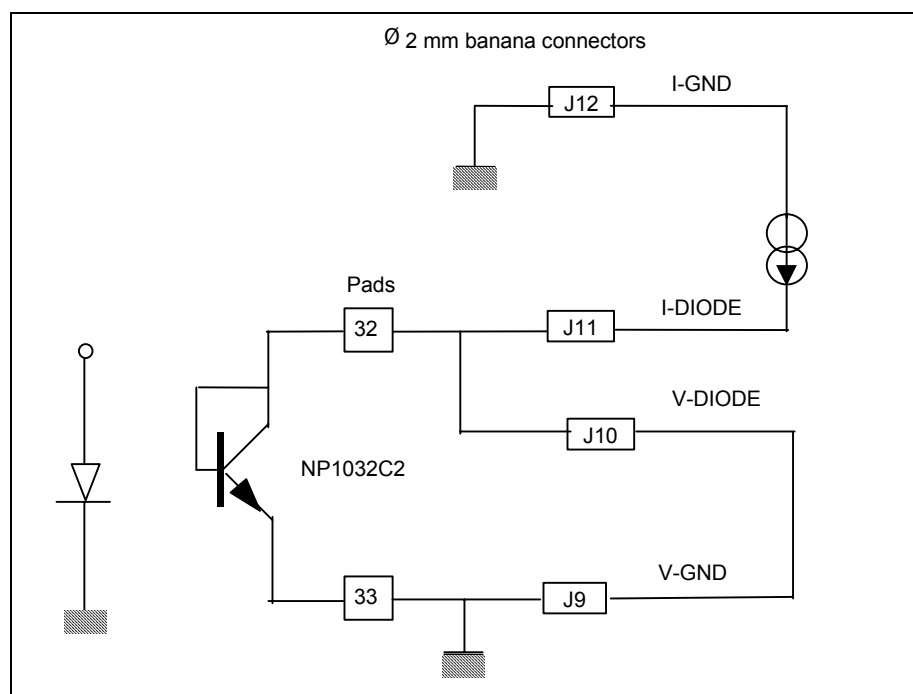 Ø 2 mm banana connectors
I-GND
J12
Pads
I-DIODE
32
J11
V-DIODE
J10
NP1032C2
V-GND
33
J9